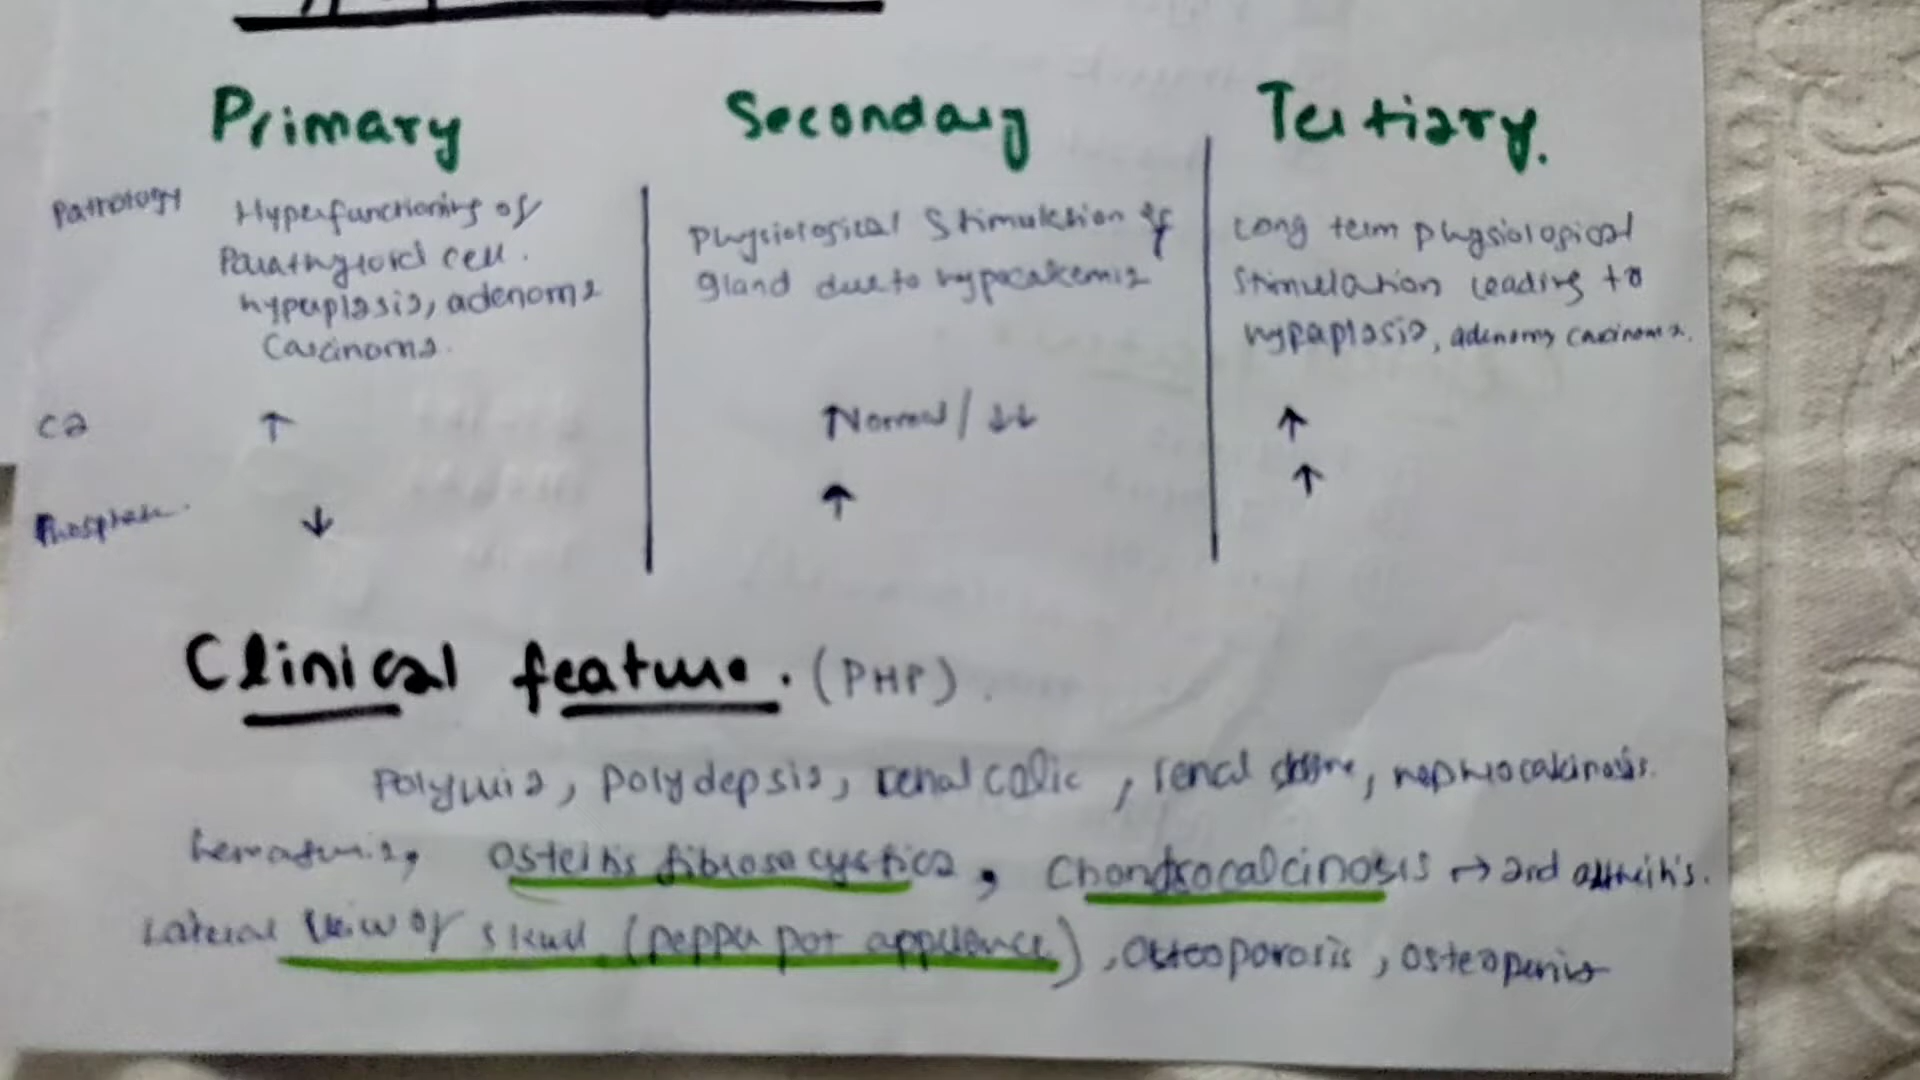 Primary Secondary Tertiary.
Pathology Hyperfunctioning of Physiological Stimulation of Long term physiological
Parathyroid cell. gland due to hypocalcemia Stimulation leading to
hyperplasia, adenoma hyperplasia, adenoma, carcinoma.
Carcinoma.
Ca ↑ ↑Normal / ↓↓ ↑
Phosphate. ↓ ↑ ↑
Clinical feature. (PHP).
Polyuria, polydepsia, renal colic, renal stone, nephrocalcinosis.
hematuria, Osteitis fibrosa cystica, Chondrocalcinosis → and arthritis.
Lateral view of skull (pepper pot apperence), osteoporosis, osteopenia